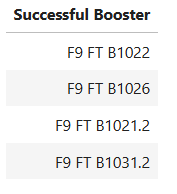 Successful Booster
F9 FT B1022
F9 FT B1026
F9 FT B1021.2
F9 FT B1031.2